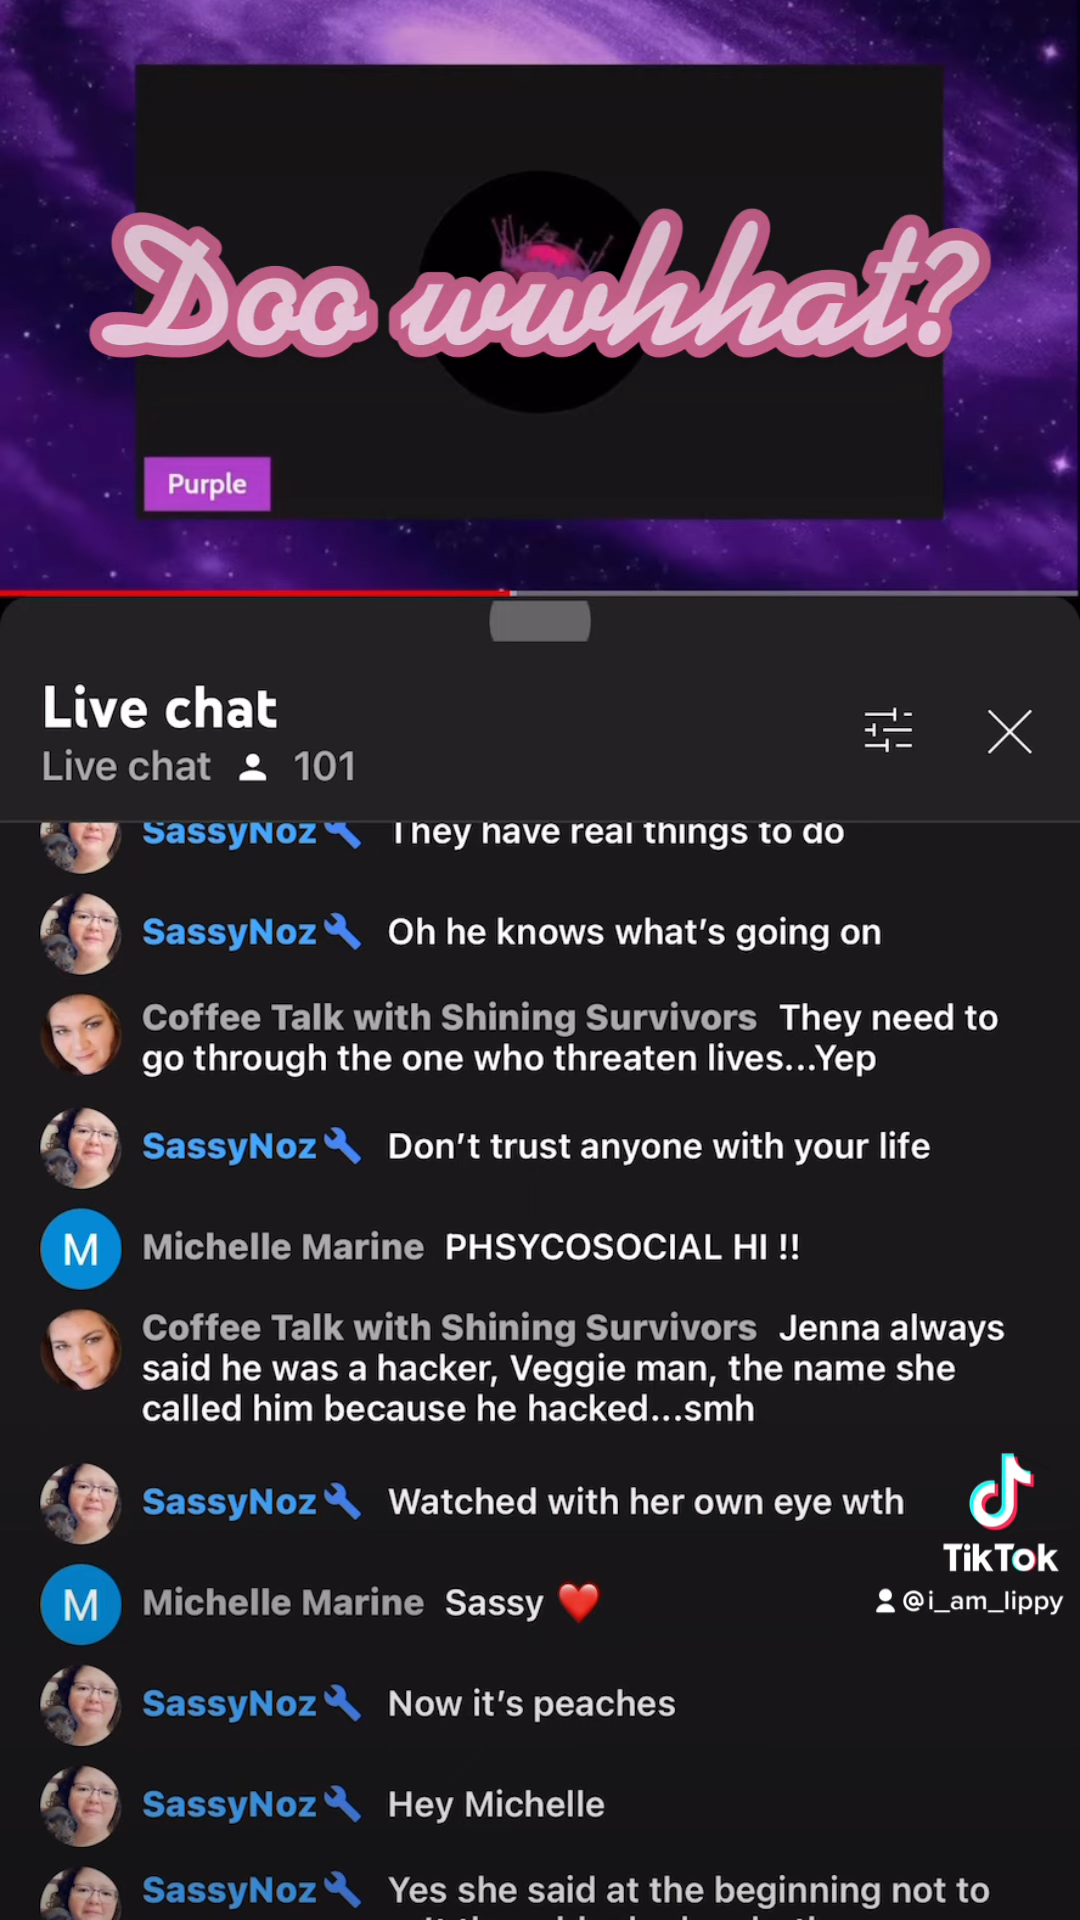 Doo wwhhat?
Purple
Live chat
Live chat 101
SassyNoz They have real things to do
SassyNoz Oh he knows what's going on
Coffee Talk with Shining Survivors They need to
go through the one who threaten lives...Yep
SassyNoz Don't trust anyone with your life
M Michelle Marine PHSYCOSOCIAL HI !!
Coffee Talk with Shining Survivors Jenna always
said he was a hacker, Veggie man, the name she
called him because he hacked...smh
SassyNoz Watched with her own eye wth
TikTok
@i_am_lippy
M Michelle Marine Sassy ❤️
SassyNoz Now it's peaches
SassyNoz Hey Michelle
SassyNoz Yes she said at the beginning not to